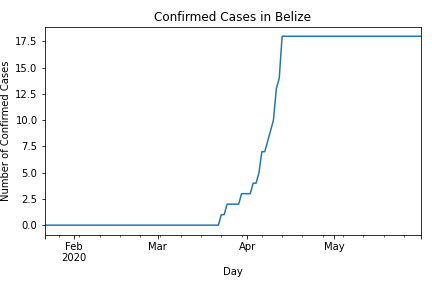 Confirmed Cases in Belize
Number of Confirmed Cases
17.5
15.0
12.5
10.0
7.5
5.0
2.5
0.0
Feb
2020
Mar
Apr
May
Day